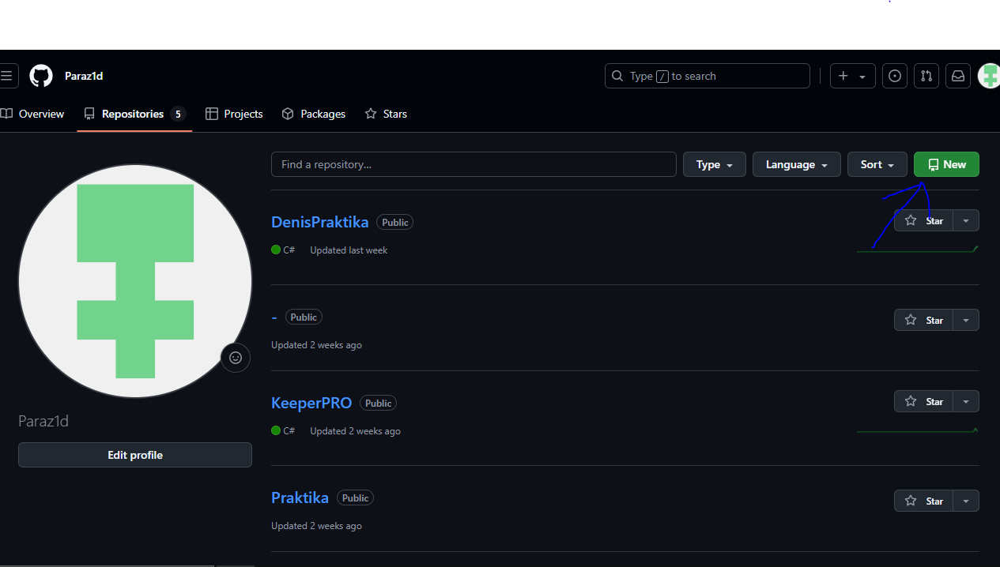 Paraz1d
Type / to search
Overview
Repositories 5
Projects
Packages
Stars
Find a repository...
Type
Language
Sort
New
DenisPraktika Public
Star
C# Updated last week
- Public
Star
Updated 2 weeks ago
KeeperPRO Public
Star
C# Updated 2 weeks ago
Paraz1d
Edit profile
Praktika Public
Star
Updated 2 weeks ago